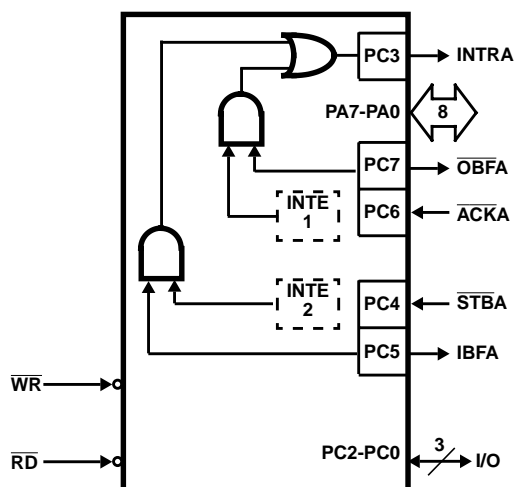 PC3 INTRA
PA7-PA0 8
PC7 OBFA
INTE
1
PC6 ACKA
INTE
2
PC4 STBA
PC5 IBFA
WR
RD
PC2-PC0 3 I/O